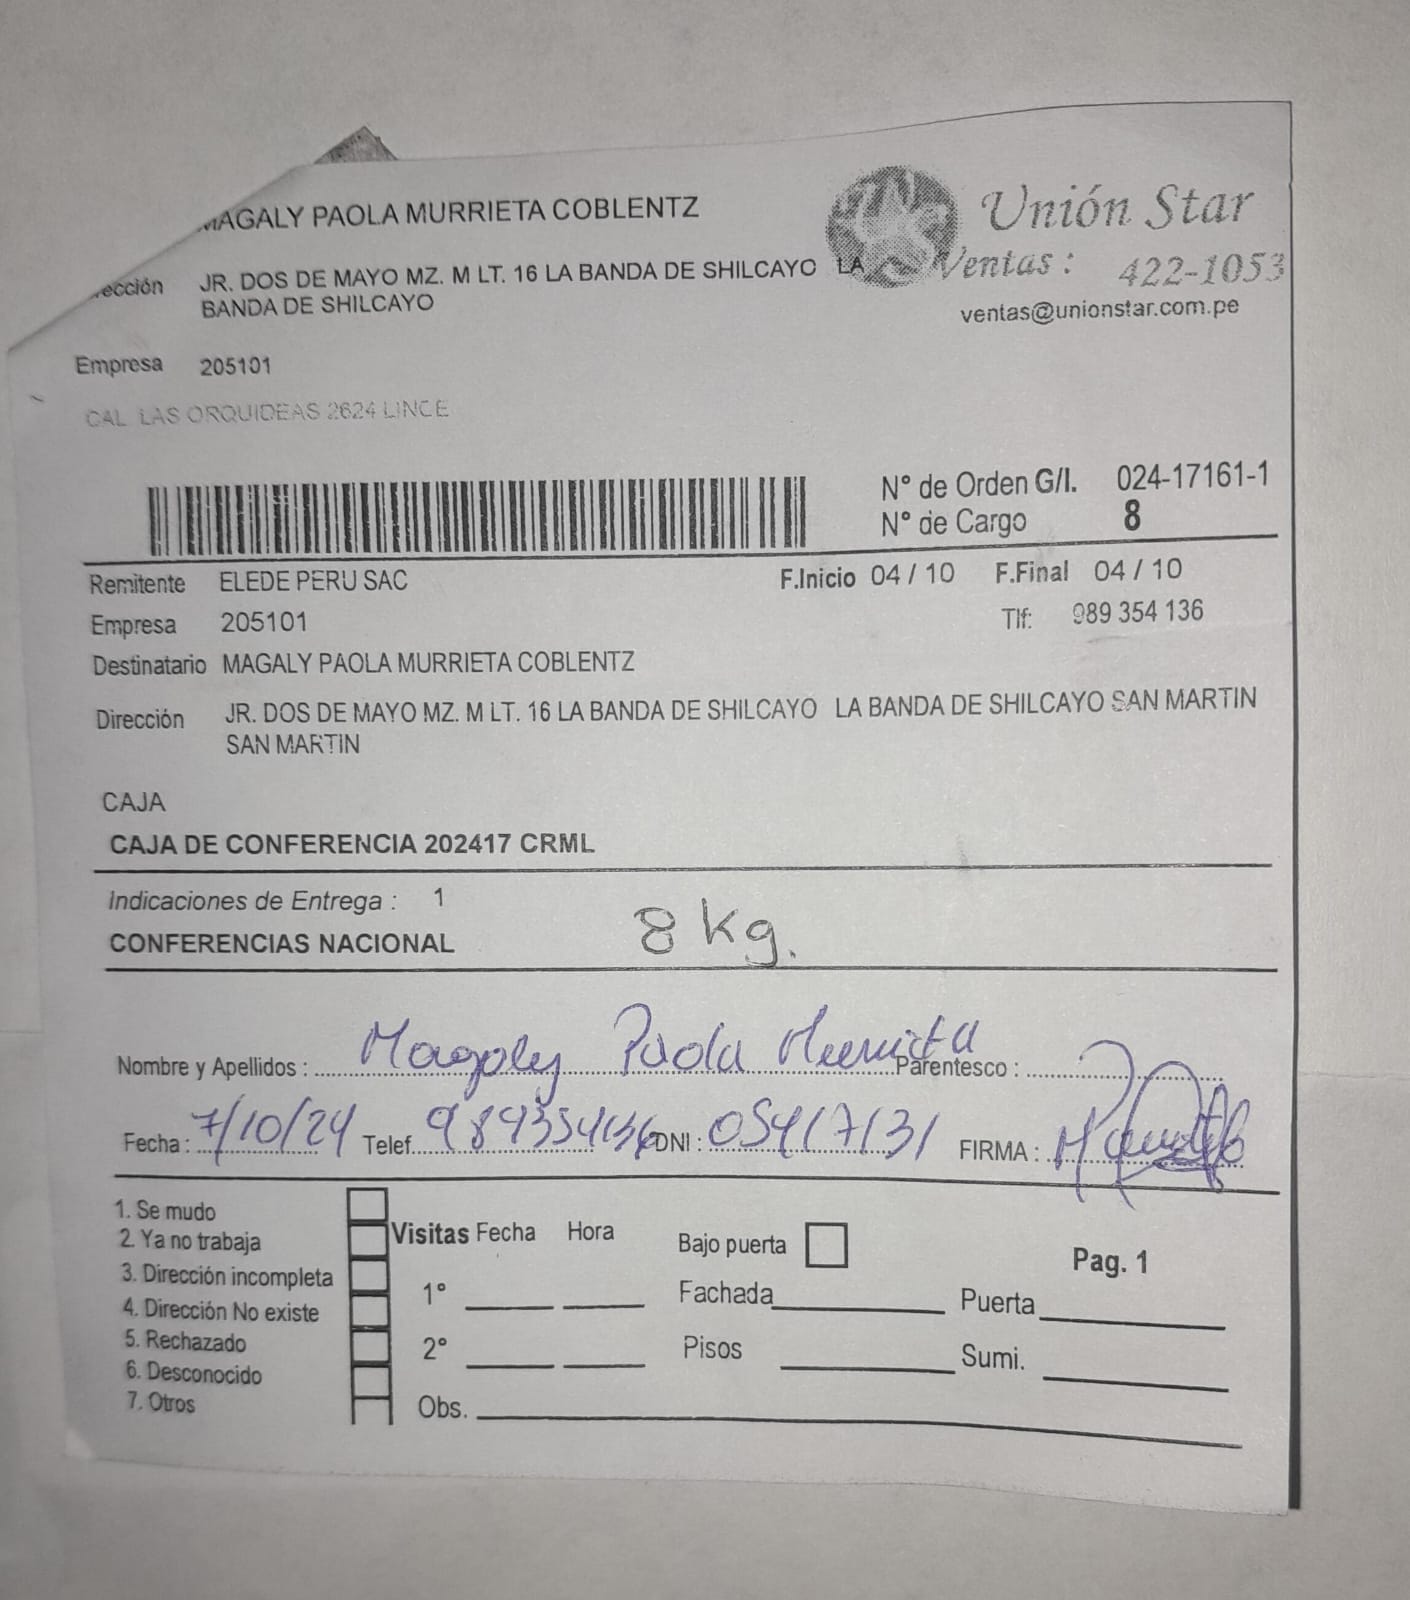 MAGALY PAOLA MURRIETA COBLENTZ
Unión Star
Ventas : 422-1053
ventas@unionstar.com.pe
ección JR. DOS DE MAYO MZ. M LT. 16 LA BANDA DE SHILCAYO LA
BANDA DE SHILCAYO
Empresa 205101
CAL LAS ORQUIDEAS 2624 LINCE
N° de Orden G/I. 024-17161-1
N° de Cargo 8
Remitente ELEDE PERU SAC F.Inicio 04 / 10 F.Final 04 / 10
Empresa 205101 Tlf: 989 354 136
Destinatario MAGALY PAOLA MURRIETA COBLENTZ
Dirección JR. DOS DE MAYO MZ. M LT. 16 LA BANDA DE SHILCAYO LA BANDA DE SHILCAYO SAN MARTIN
SAN MARTIN
CAJA
CAJA DE CONFERENCIA 202417 CRML
Indicaciones de Entrega : 1
CONFERENCIAS NACIONAL 8 Kg.
Nombre y Apellidos : Magaly Paola Murrieta Parentesco :
Fecha : 7/10/24 Telef. 989354136 DNI : 05417131 FIRMA :
1. Se mudo
2. Ya no trabaja
3. Dirección incompleta
4. Dirección No existe
5. Rechazado
6. Desconocido
7. Otros
Visitas Fecha Hora
1°
2°
Obs.
Bajo puerta
Fachada
Pisos
Pag. 1
Puerta
Sumi.